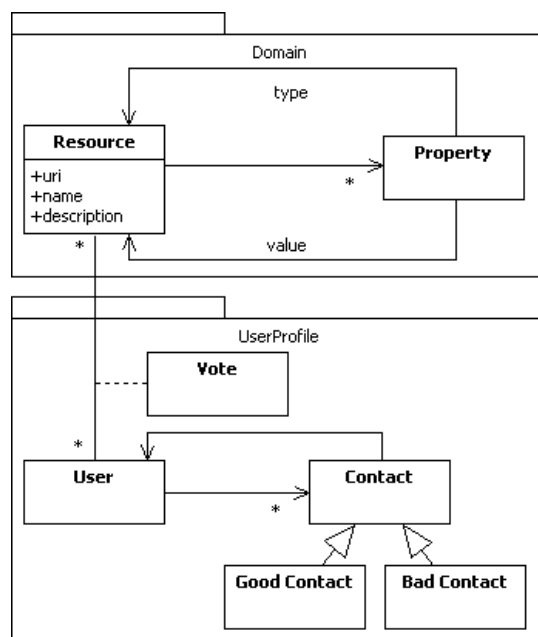 Domain
type
Resource
Property
+uri
+name
+description
*
*
value
UserProfile
Vote
*
User
Contact
*
Good Contact
Bad Contact